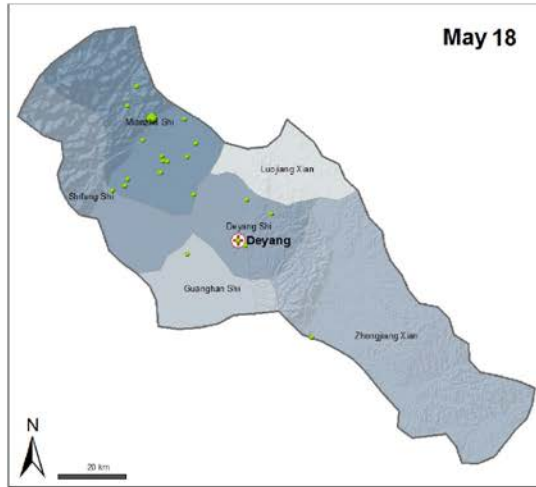 May 18
Mianzhu Shi
Luojiang Xian
Shifang Shi
Deyang Shi
Deyang
Guanghan Shi
Zhongjiang Xian
N
20 km